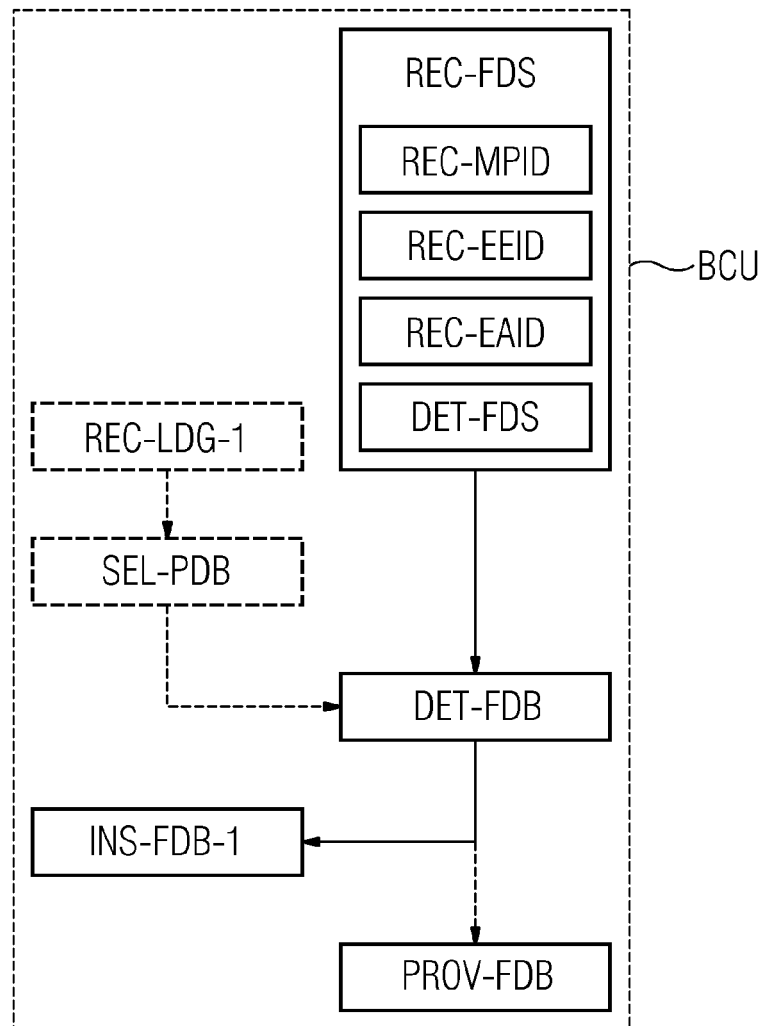 REC-FDS
REC-MPID
REC-EEID
BCU
REC-EAID
DET-FDS
REC-LDG-1
SEL-PDB
DET-FDB
INS-FDB-1
PROV-FDB